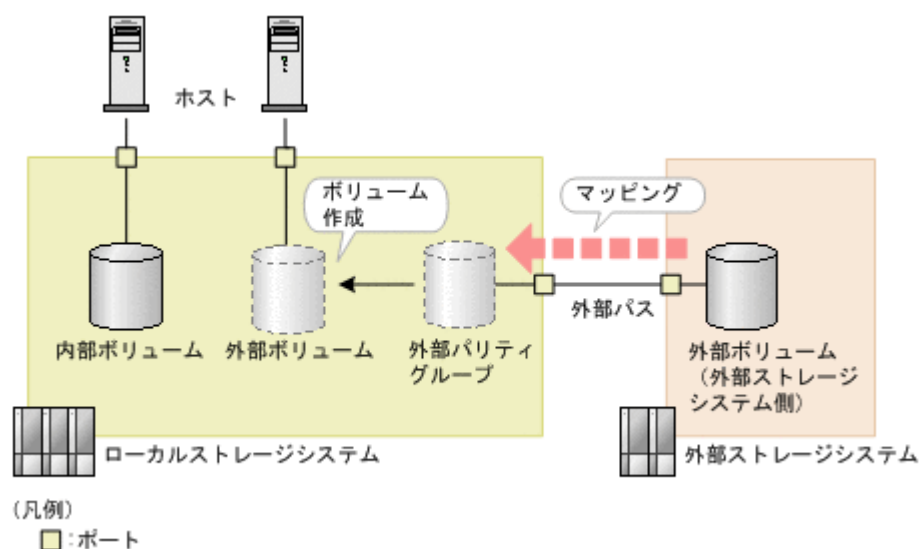 ホスト
ボリューム
作成
マッピング
外部パス
内部ボリューム
外部ボリューム
外部パリティ
グループ
外部ボリューム
（外部ストレージ
システム側）
ローカルストレージシステム
外部ストレージシステム
（凡例）
：ポート